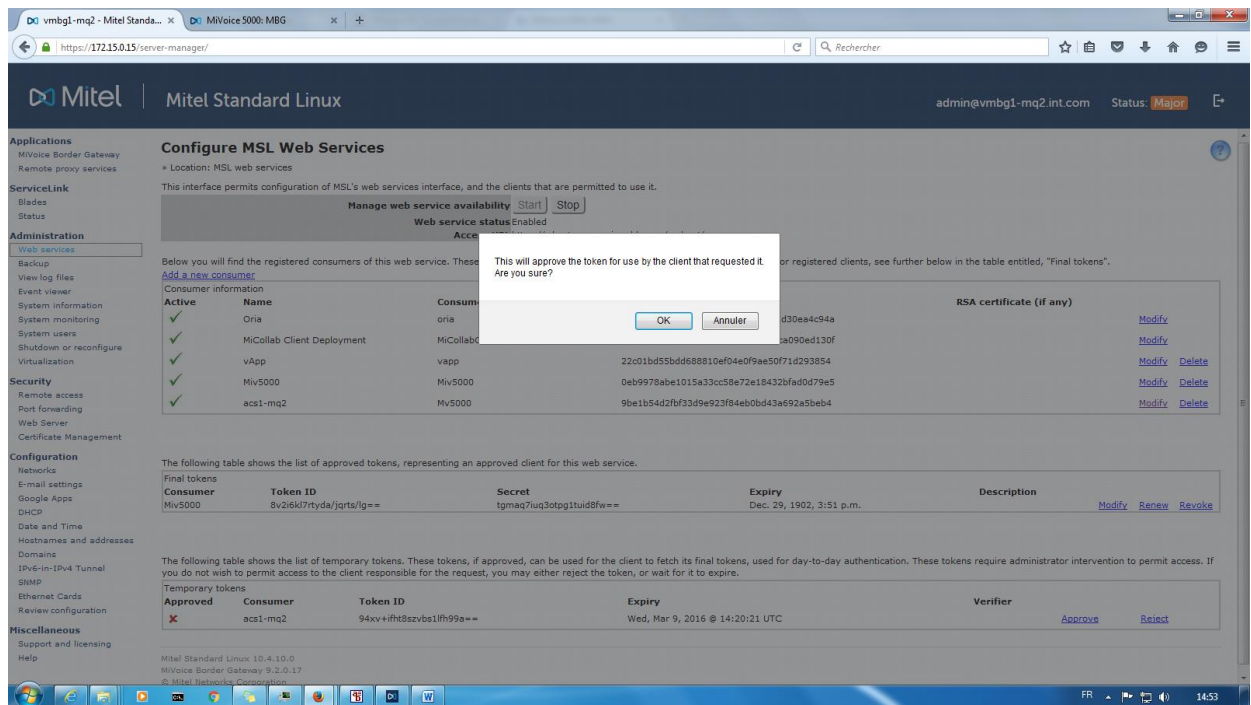 vmbg1-mq2 - Mitel Standa... ×
MiVoice 5000: MBG ×
https://172.15.0.15/server-manager/
Rechercher
Mitel | Mitel Standard Linux
admin@vmbg1-mq2.int.com Status: Major
Applications
MiVoice Border Gateway
Remote proxy services
ServiceLink
Blades
Status
Administration
Web services
Backup
View log files
Event viewer
System information
System monitoring
System users
Shutdown or reconfigure
Virtualization
Security
Remote access
Port forwarding
Web Server
Certificate Management
Configuration
Networks
E-mail settings
Google Apps
DHCP
Date and Time
Hostnames and addresses
Domains
IPv6-in-IPv4 Tunnel
SNMP
Ethernet Cards
Review configuration
Miscellaneous
Support and licensing
Help
Configure MSL Web Services
» Location: MSL web services
This interface permits configuration of MSL's web services interface, and the clients that are permitted to use it.
Manage web service availability Start Stop
Web service status Enabled
Acce
Below you will find the registered consumers of this web service. These
or registered clients, see further below in the table entitled, "Final tokens".
This will approve the token for use by the client that requested it.
Are you sure?
OK Annuler
Add a new consumer
Consumer information
Active Name Consum RSA certificate (if any)
Oria oria d30ea4c94a Modify
MiCollab Client Deployment MiCollabC ca090ed130f Modify
vApp vapp 22c01bd55bdd688810ef04e0f9ae50f71d293854 Modify Delete
Miv5000 Miv5000 0eb9978abe1015a33cc58e72e18432bfad0d79e5 Modify Delete
acs1-mq2 Mv5000 9be1b54d2fbf33d9e923f84eb0bd43a692a5beb4 Modify Delete
The following table shows the list of approved tokens, representing an approved client for this web service.
Final tokens
Consumer Token ID Secret Expiry Description
Miv5000 8v2i6kl7rtyda/jqrts/lg== tgmaq7iuq3otpg1tuid8fw== Dec. 29, 1902, 3:51 p.m. Modify Renew Revoke
The following table shows the list of temporary tokens. These tokens, if approved, can be used for the client to fetch its final tokens, used for day-to-day authentication. These tokens require administrator intervention to permit access. If
you do not wish to permit access to the client responsible for the request, you may either reject the token, or wait for it to expire.
Temporary tokens
Approved Consumer Token ID Expiry Verifier
acs1-mq2 94xv+ifht8szvbs1lfh99a== Wed, Mar 9, 2016 @ 14:20:21 UTC Approve Reject
Mitel Standard Linux 10.4.10.0
MiVoice Border Gateway 9.2.0.17
© Mitel Networks Corporation
FR 14:53